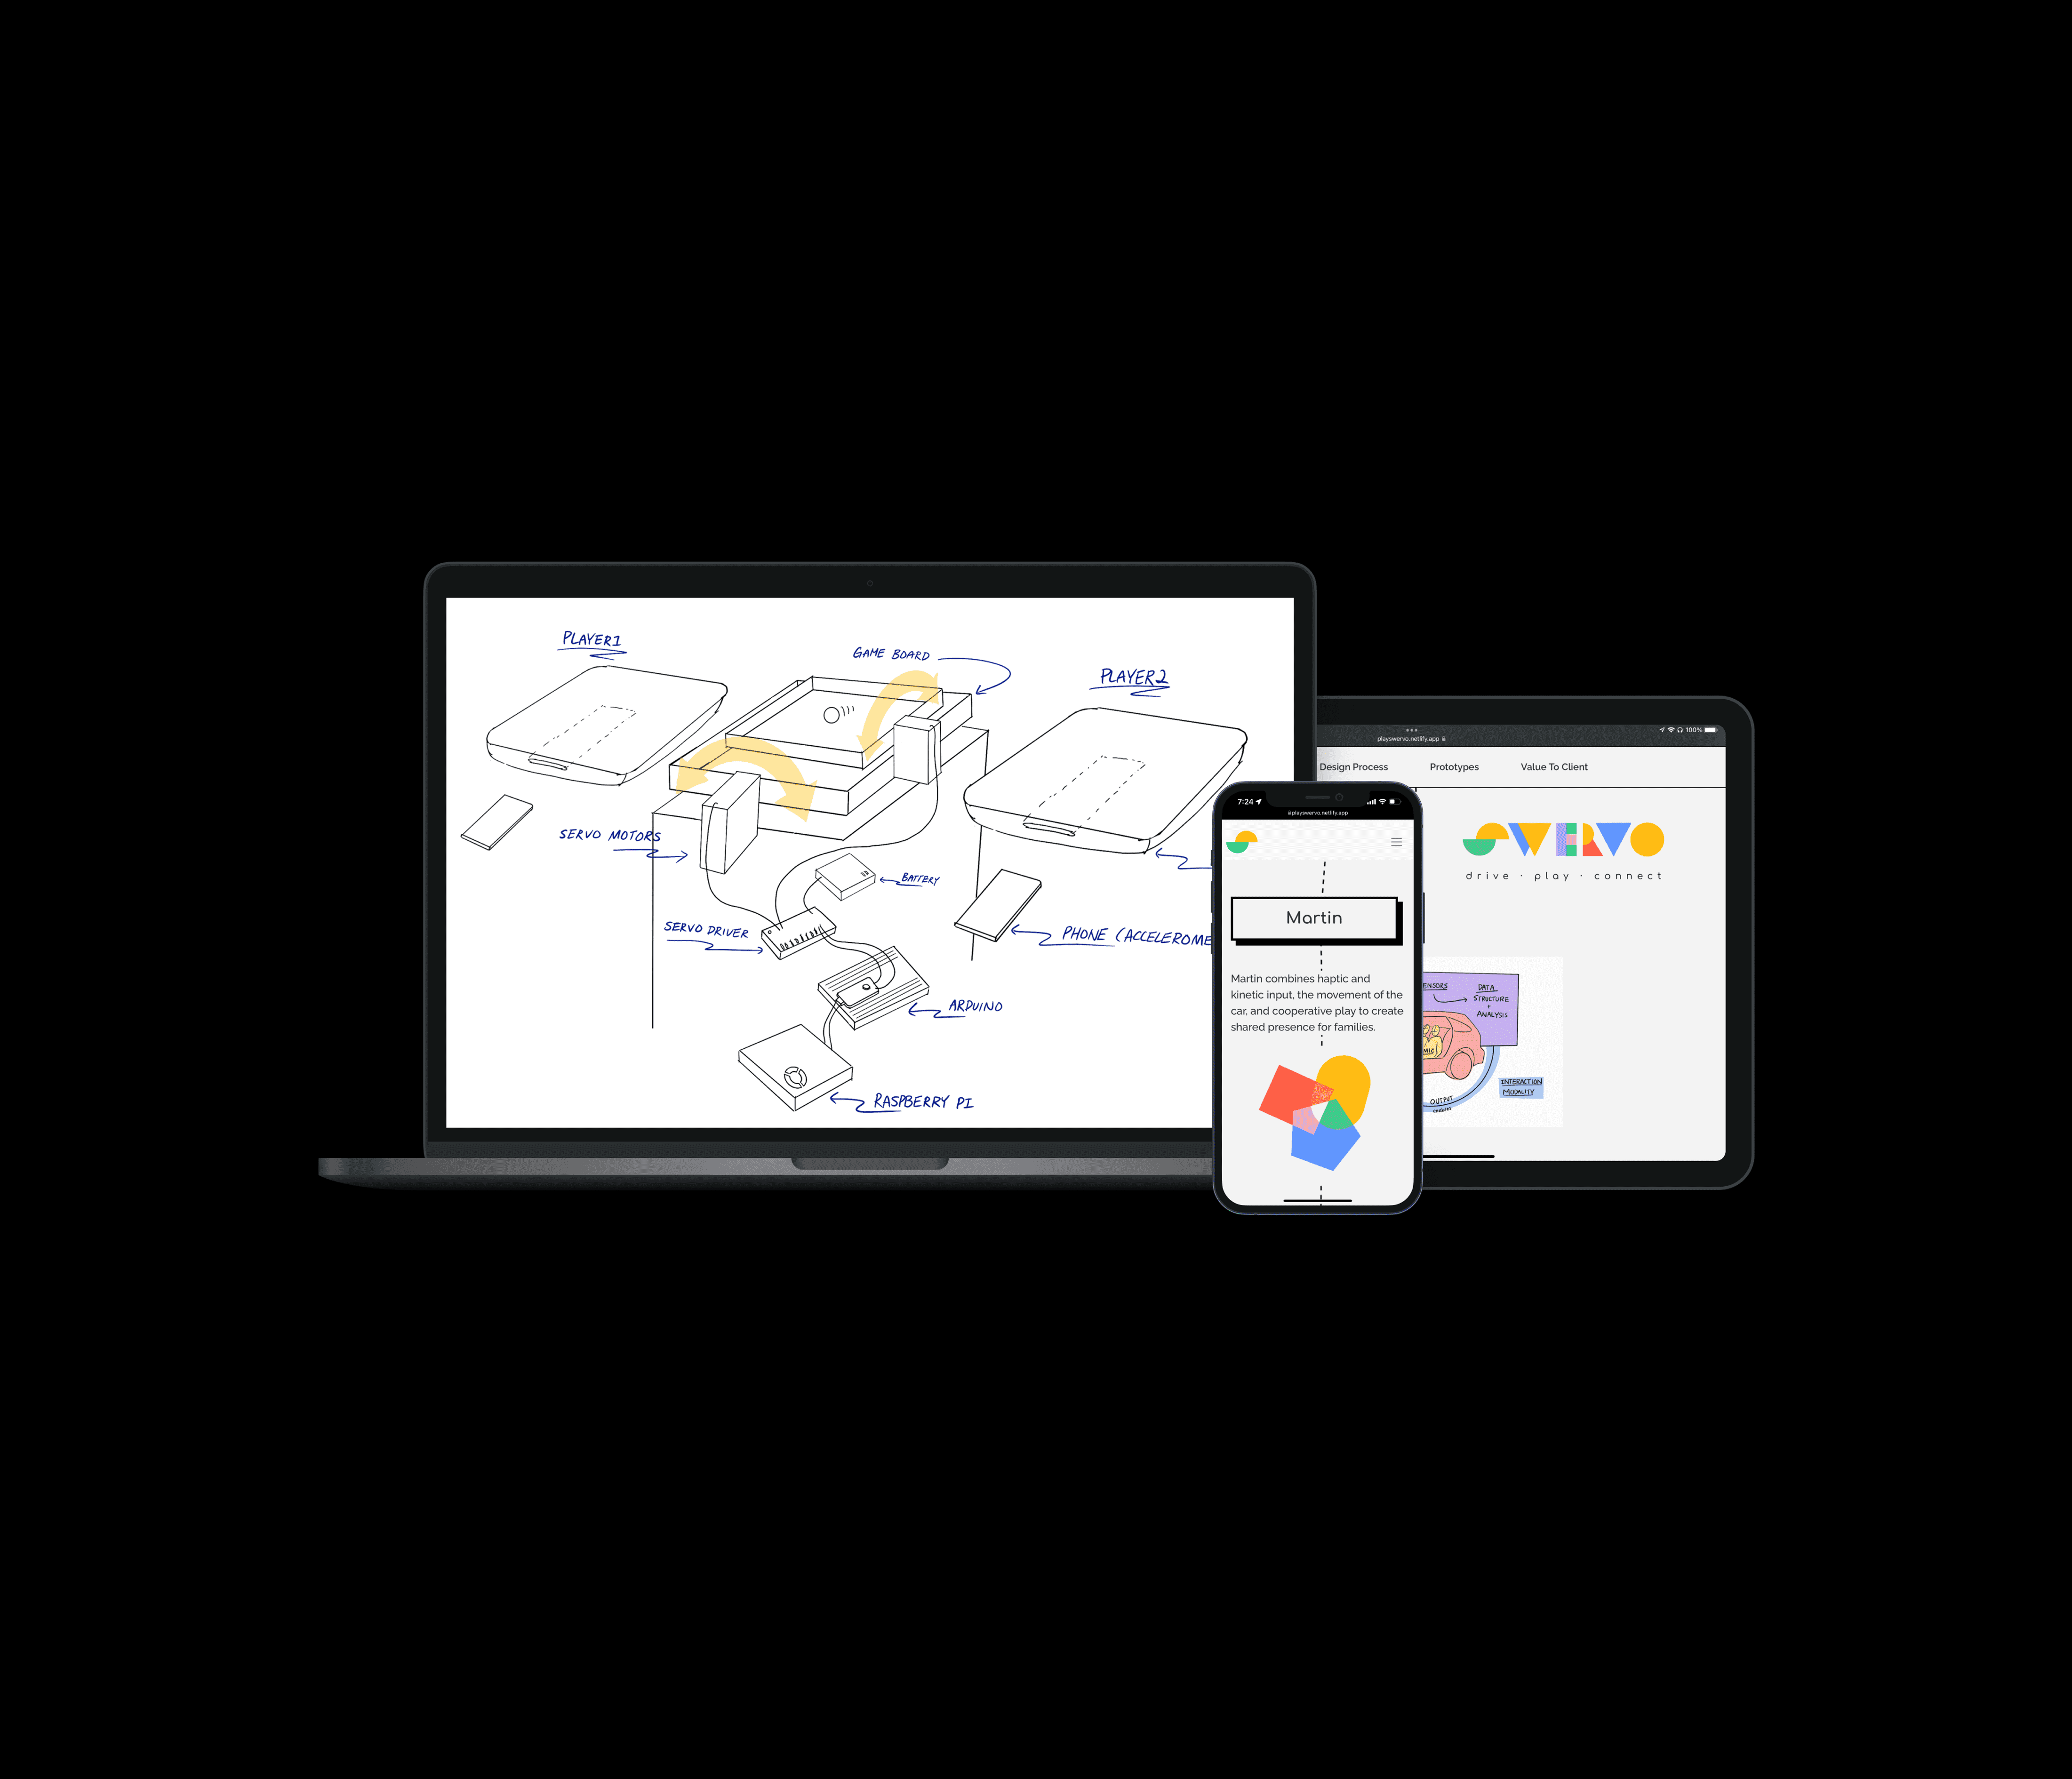 PLAYER1
GAME BOARD
PLAYER2
SERVO MOTORS
BATTERY
SERVO DRIVER
PHONE (ACCELEROME
ARDUINO
RASPBERRY PI
7:24
playswervo.netlify.app
Martin
Martin combines haptic and
kinetic input, the movement of the
car, and cooperative play to create
shared presence for families.
100%
playswervo.netlify.app
Design Process Prototypes Value To Client
SWERVO
drive · play · connect
ENSORS
DATA
STRUCTURE
+
ANALYSIS
MIC
INTERACTION
MODALITY
OUTPUT